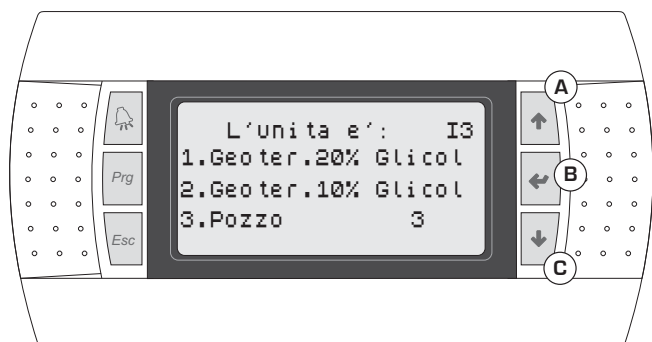 A
L'unita e': I3
1.Geoter.20% Glicol
Prg
B
2.Geoter.10% Glicol
3.Pozzo 3
Esc
C